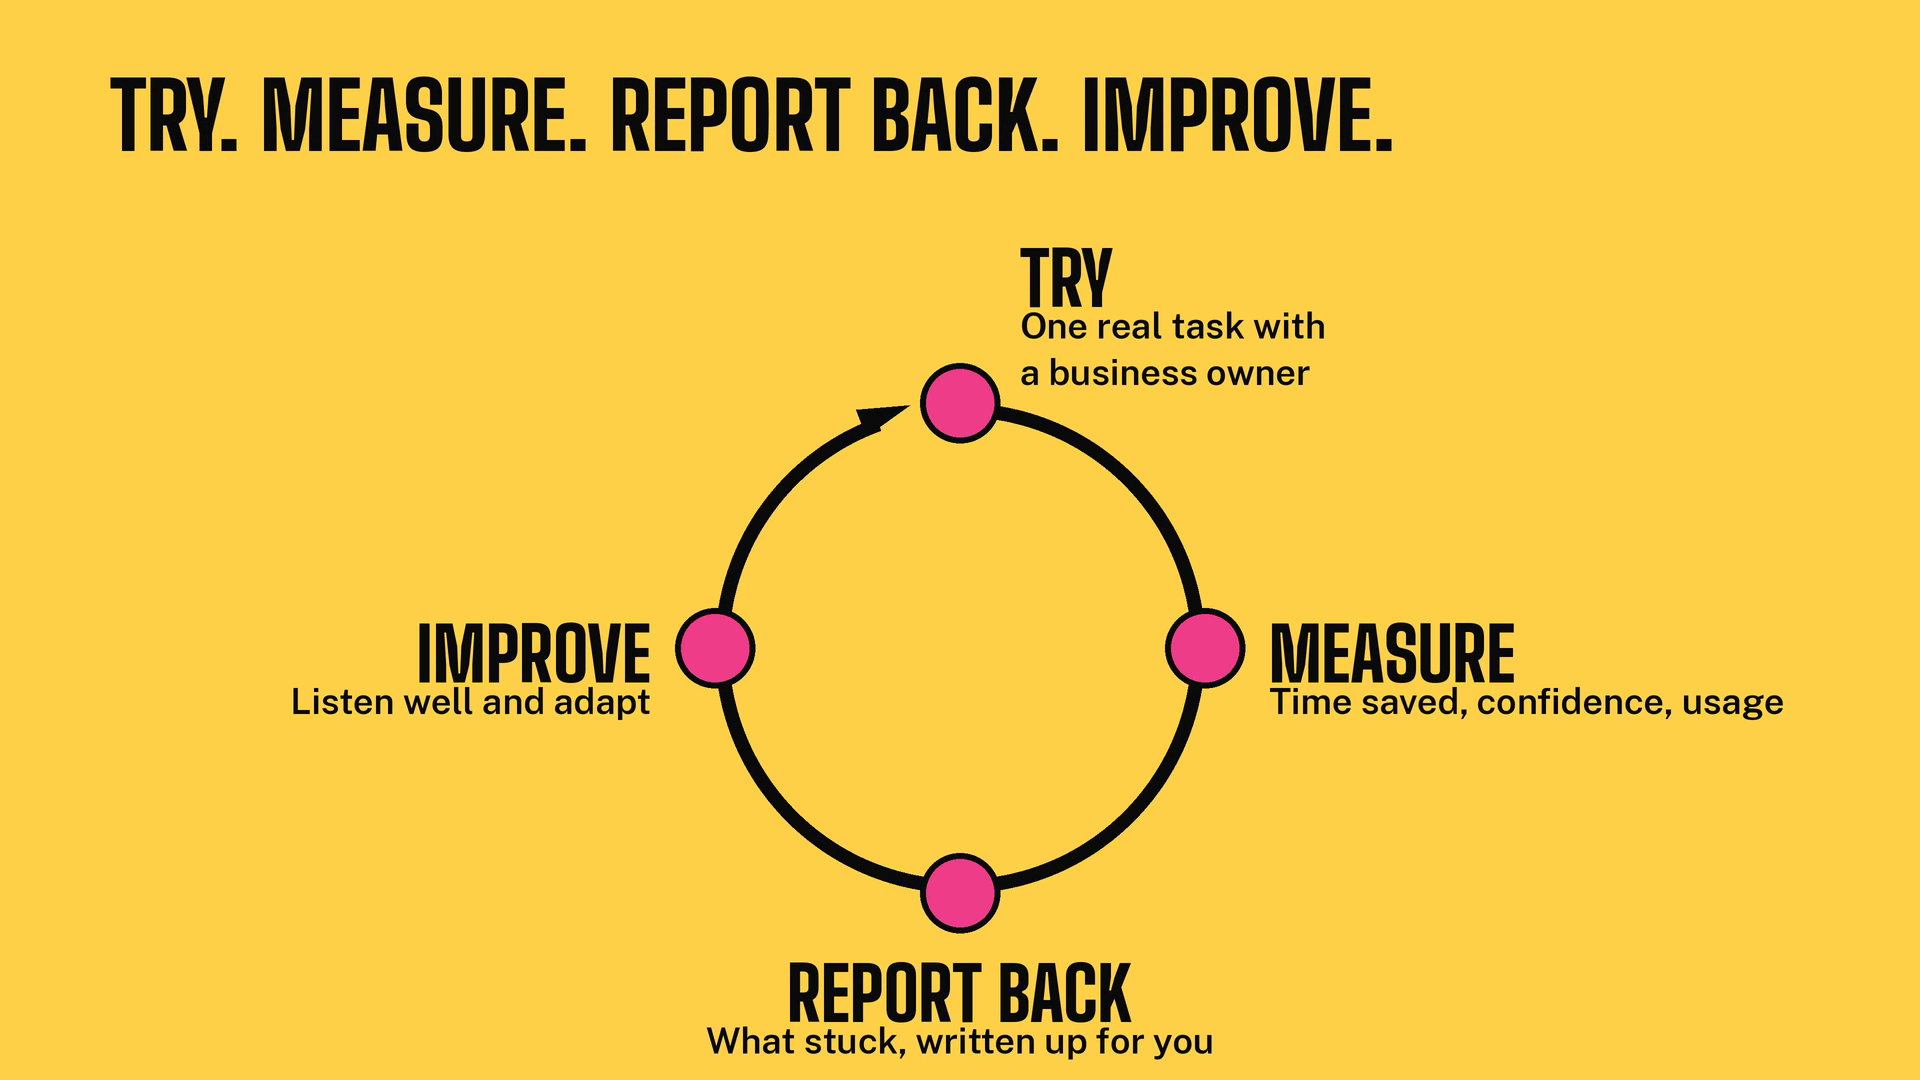 TRY. MEASURE. REPORT BACK. IMPROVE.
TRY
One real task with
a business owner
IMPROVE
Listen well and adapt
MEASURE
Time saved, confidence, usage
REPORT BACK
What stuck, written up for you